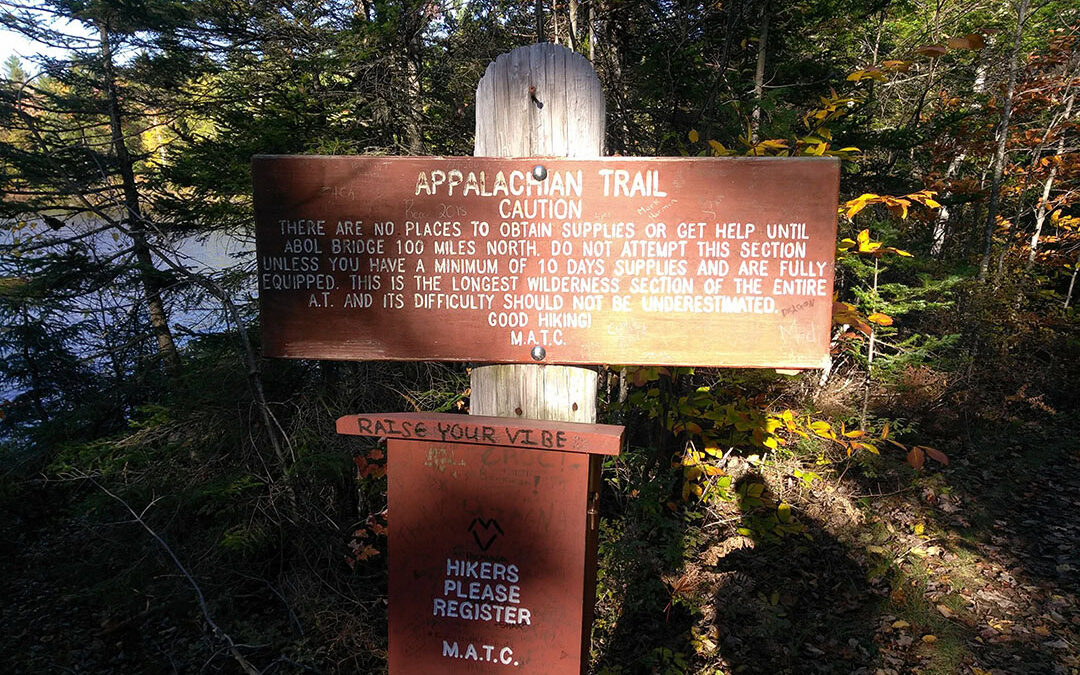 APPALACHIAN TRAIL
CAUTION
THERE ARE NO PLACES TO OBTAIN SUPPLIES OR GET HELP UNTIL
ABOL BRIDGE 100 MILES NORTH. DO NOT ATTEMPT THIS SECTION
UNLESS YOU HAVE A MINIMUM OF 10 DAYS SUPPLIES AND ARE FULLY
EQUIPPED. THIS IS THE LONGEST WILDERNESS SECTION OF THE ENTIRE
A.T. AND ITS DIFFICULTY SHOULD NOT BE UNDERESTIMATED.
GOOD HIKING!
M.A.T.C.
RAISE YOUR VIBE
HIKERS
PLEASE
REGISTER
M.A.T.C.